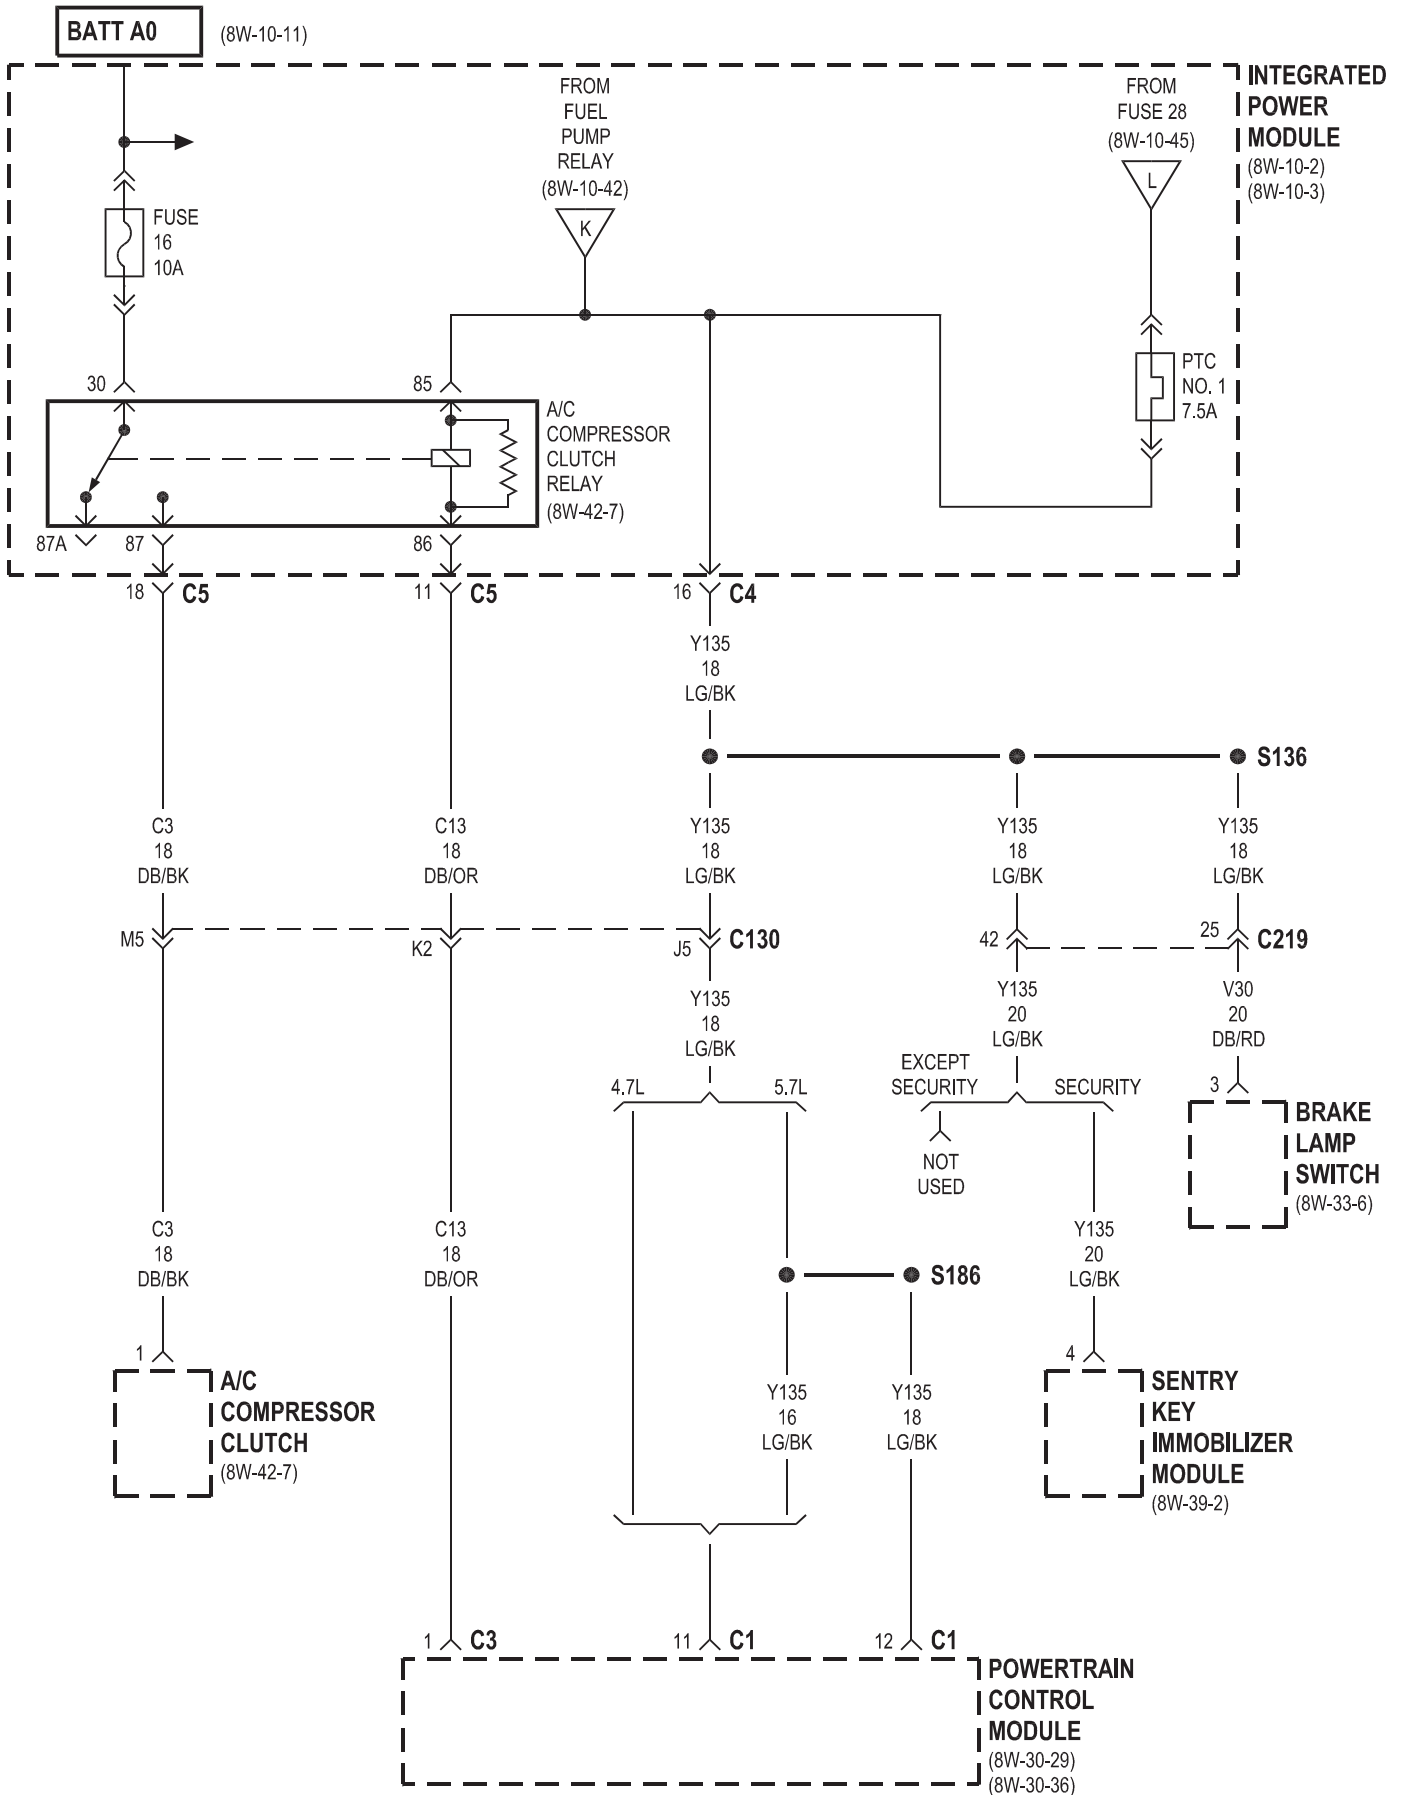 BATT A0
(8W-10-11)
FROM
FUEL
PUMP
RELAY
(8W-10-42)
K
FROM
FUSE 28
(8W-10-45)
L
INTEGRATED
POWER
MODULE
(8W-10-2)
(8W-10-3)
FUSE
16
10A
PTC
NO. 1
7.5A
30
85
A/C
COMPRESSOR
CLUTCH
RELAY
(8W-42-7)
87A
87
86
18
C5
11
C5
16
C4
Y135
18
LG/BK
S136
C3
18
DB/BK
C13
18
DB/OR
Y135
18
LG/BK
Y135
18
LG/BK
Y135
18
LG/BK
M5
K2
J5
C130
42
25
C219
Y135
18
LG/BK
Y135
20
LG/BK
V30
20
DB/RD
4.7L
5.7L
EXCEPT
SECURITY
SECURITY
3
NOT
USED
BRAKE
LAMP
SWITCH
(8W-33-6)
C3
18
DB/BK
C13
18
DB/OR
Y135
20
LG/BK
S186
1
A/C
COMPRESSOR
CLUTCH
(8W-42-7)
Y135
16
LG/BK
Y135
18
LG/BK
4
SENTRY
KEY
IMMOBILIZER
MODULE
(8W-39-2)
1
C3
11
C1
12
C1
POWERTRAIN
CONTROL
MODULE
(8W-30-29)
(8W-30-36)